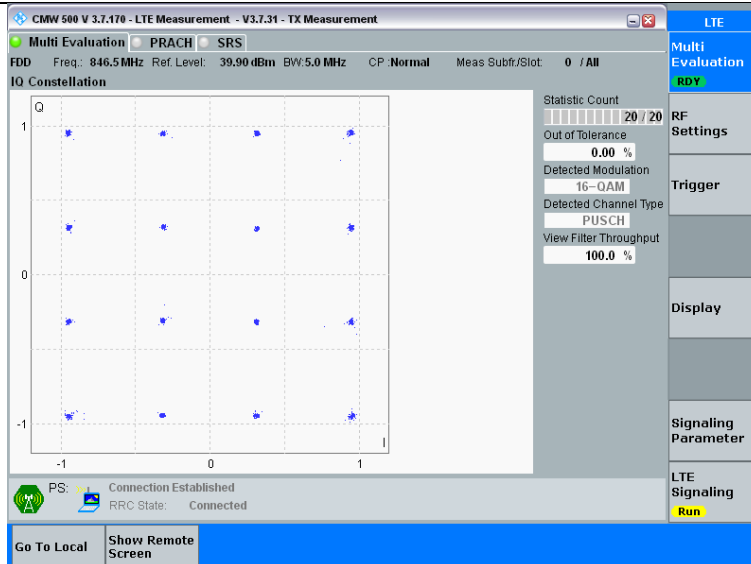 CMW 500 V 3.7.170 - LTE Measurement - V3.7.31 - TX Measurement
LTE
Multi Evaluation PRACH SRS
FDD Freq.: 846.5 MHz Ref. Level: 39.90 dBm BW: 5.0 MHz CP : Normal Meas Subfr./Slot: 0 / All
IQ Constellation
Q
1
0
-1
-1 0 1
I
Statistic Count
20 / 20
Out of Tolerance
0.00 %
Detected Modulation
16-QAM
Detected Channel Type
PUSCH
View Filter Throughput
100.0 %
Multi
Evaluation
RDY
RF
Settings
Trigger
Display
Signaling
Parameter
LTE
Signaling
Run
PS: Connection Established
RRC State: Connected
Go To Local
Show Remote
Screen